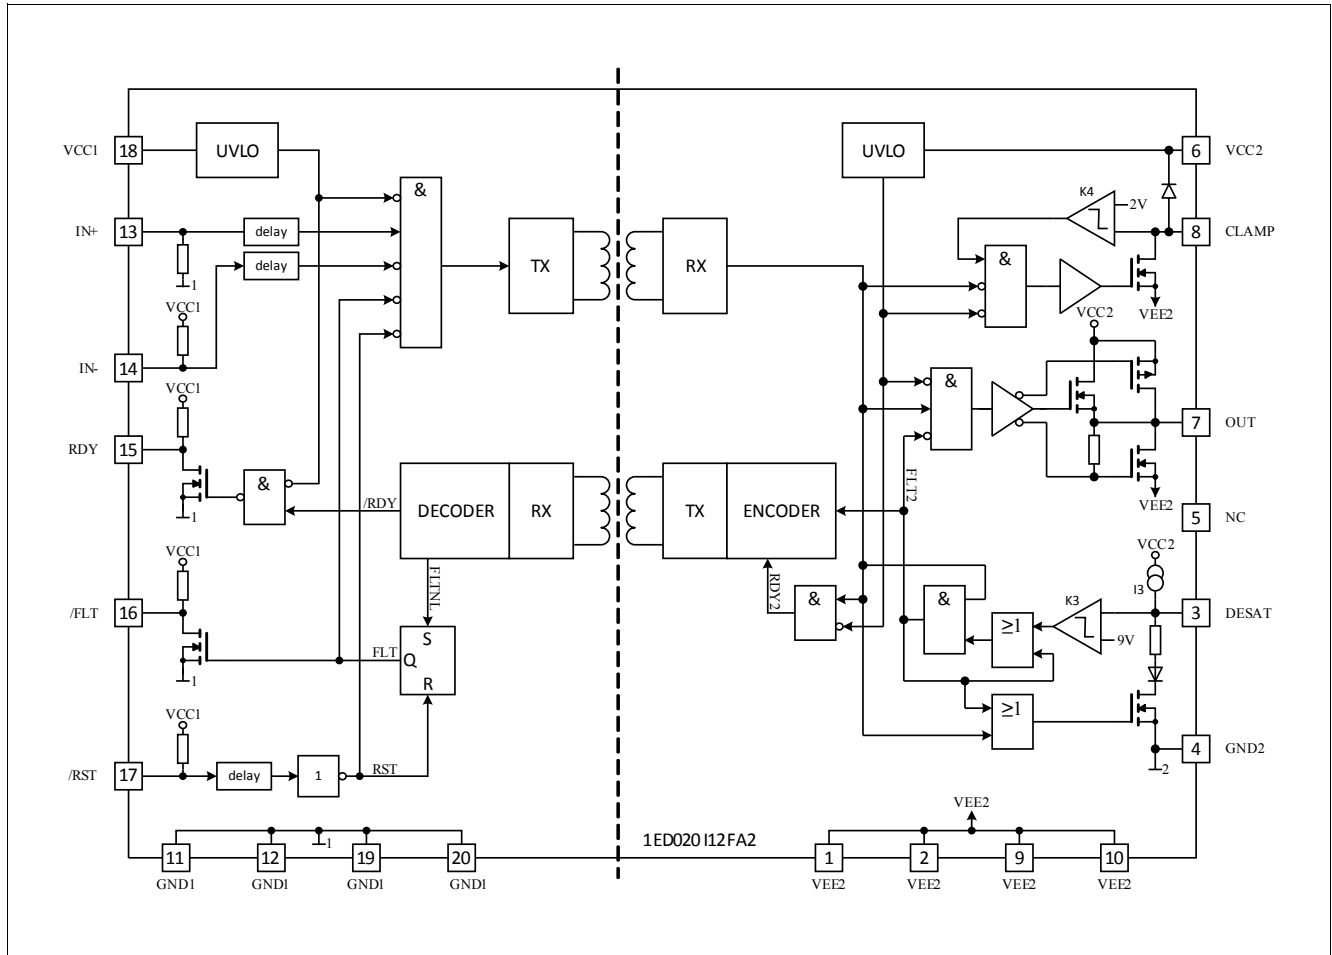 VCC1
18
UVLO
UVLO
6
VCC2
&
K4
2V
IN+
13
delay
8
CLAMP
delay
TX
RX
&
1
VCC1
VEE2
VCC2
IN-
14
&
VCC1
RDY
15
7
OUT
&
/RDY
DECODER
RX
TX
ENCODER
FLT2
VEE2
5
NC
1
VCC1
VCC2
I3
FLTNL
RDY2
/FLT
16
&
&
≥1
K3
3
DESAT
9V
S
FLT
Q
R
1
≥1
VCC1
4
GND2
2
/RST
17
delay
1
RST
VEE2
1
1ED020I12FA2
11
12
19
20
1
2
9
10
GND1
GND1
GND1
GND1
VEE2
VEE2
VEE2
VEE2